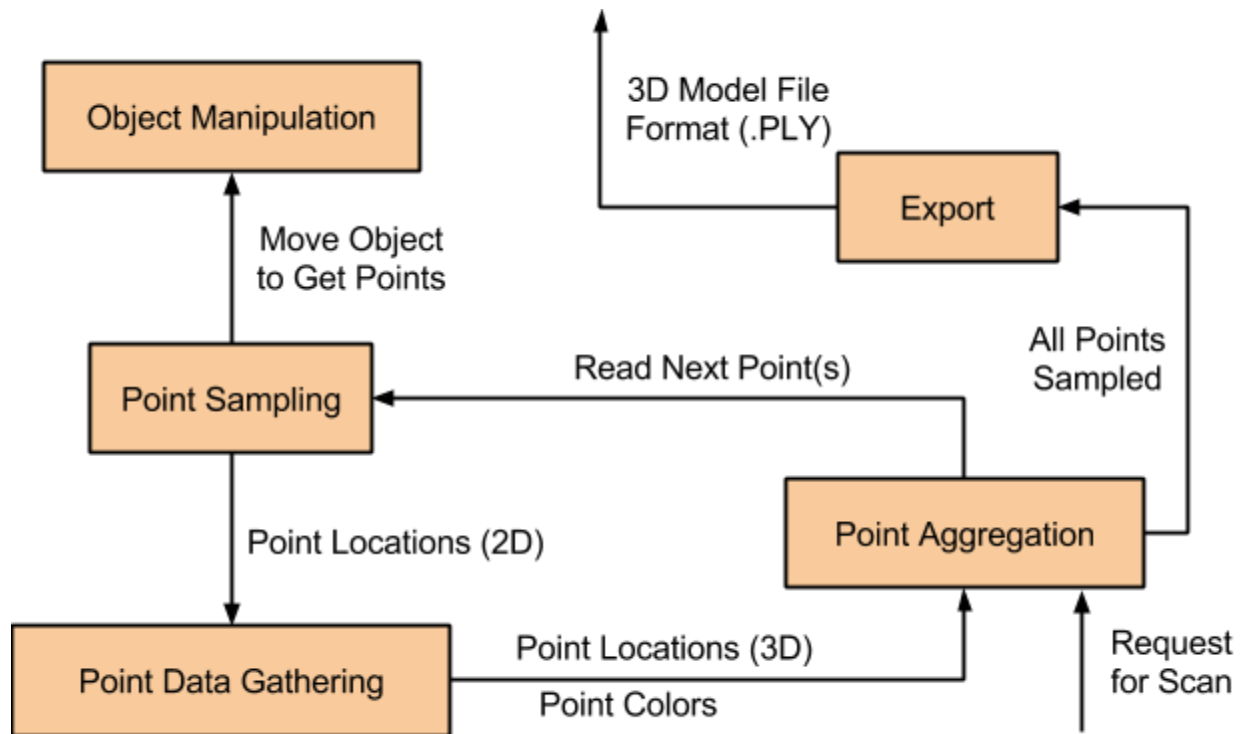 Object Manipulation
3D Model File
Format (.PLY)
Export
Move Object
to Get Points
All Points
Sampled
Read Next Point(s)
Point Sampling
Point Locations (2D)
Point Aggregation
Point Data Gathering
Point Locations (3D)
Point Colors
Request
for Scan